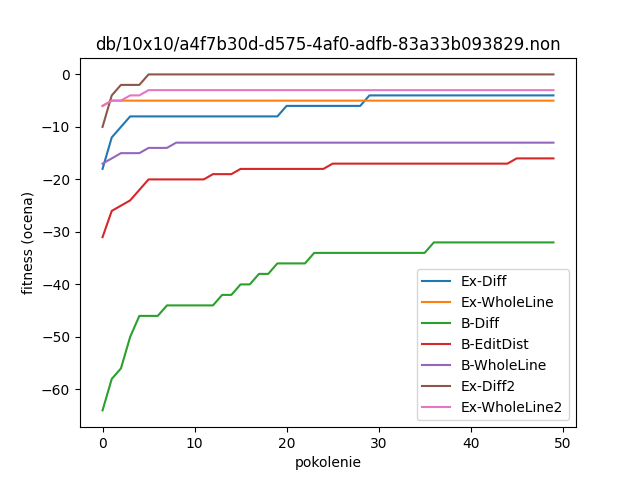 db/10x10/a4f7b30d-d575-4af0-adfb-83a33b093829.non
fitness (ocena)
0
−10
−20
−30
−40
−50
−60
Ex-Diff
Ex-WholeLine
B-Diff
B-EditDist
B-WholeLine
Ex-Diff2
Ex-WholeLine2
0 10 20 30 40 50
pokolenie